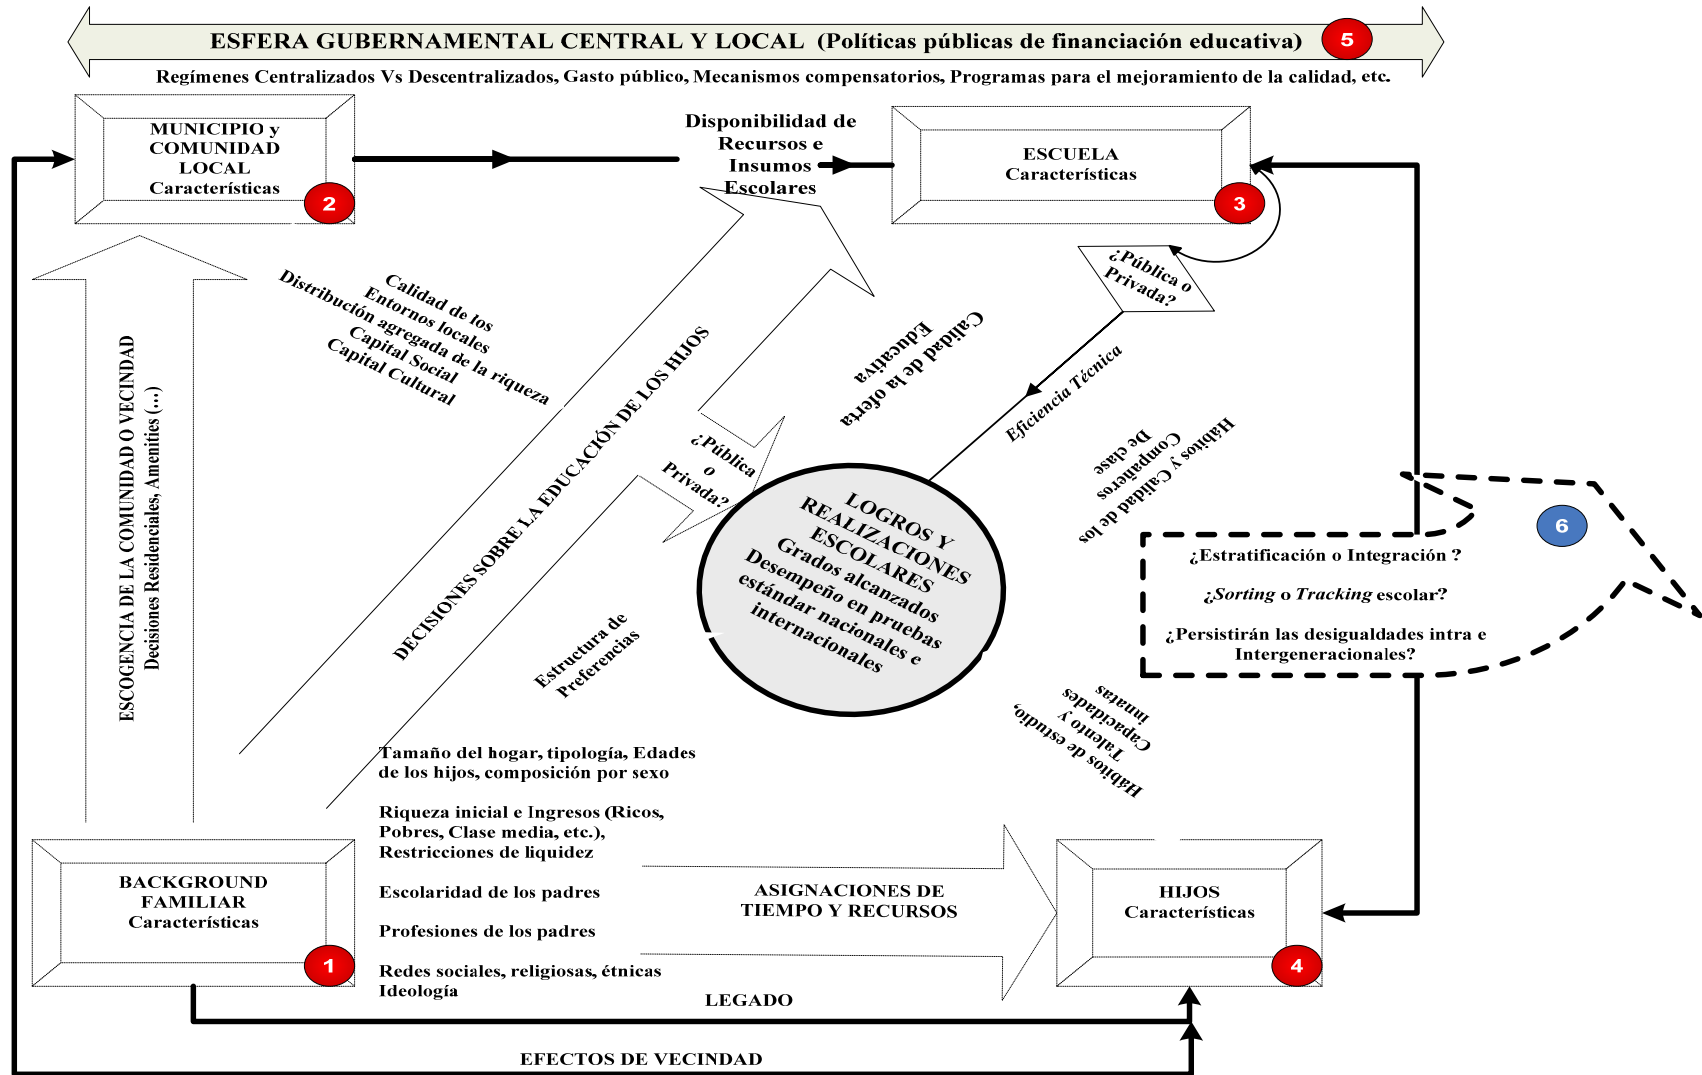 ESFERA GUBERNAMENTAL CENTRAL Y LOCAL (Políticas públicas de financiación educativa)
5
Regímenes Centralizados Vs Descentralizados, Gasto público, Mecanismos compensatorios, Programas para el mejoramiento de la calidad, etc.
MUNICIPIO y
COMUNIDAD
LOCAL
Características
2
Disponibilidad de
Recursos e
Insumos
Escolares
ESCUELA
Características
3
¿Pública o
Privada?
Calidad de los
Entornos locales
Distribución agregada de la riqueza
Capital Social
Capital Cultural
Calidad de la oferta
Educativa
Eficiencia Técnica
ESCOGENCIA DE LA COMUNIDAD O VECINDAD
Decisiones Residenciales, Amenities (...)
DECISIONES SOBRE LA EDUCACIÓN DE LOS HIJOS
¿Pública
o
Privada?
Hábitos y Calidad de los
Compañeros
De clase
LOGROS Y
REALIZACIONES
ESCOLARES
Grados alcanzados
Desempeño en pruebas
estándar nacionales e
internacionales
6
¿Estratificación o Integración ?
¿Sorting o Tracking escolar?
¿Persistirán las desigualdades intra e
Intergeneracionales?
Estructura de
Preferencias
Hábitos de estudio,
Talento y
Capacidades
innatas
Tamaño del hogar, tipología, Edades
de los hijos, composición por sexo
Riqueza inicial e Ingresos (Ricos,
Pobres, Clase media, etc.),
Restricciones de liquidez
Escolaridad de los padres
Profesiones de los padres
Redes sociales, religiosas, étnicas
Ideología
BACKGROUND
FAMILIAR
Características
1
ASIGNACIONES DE
TIEMPO Y RECURSOS
HIJOS
Características
4
LEGADO
EFECTOS DE VECINDAD